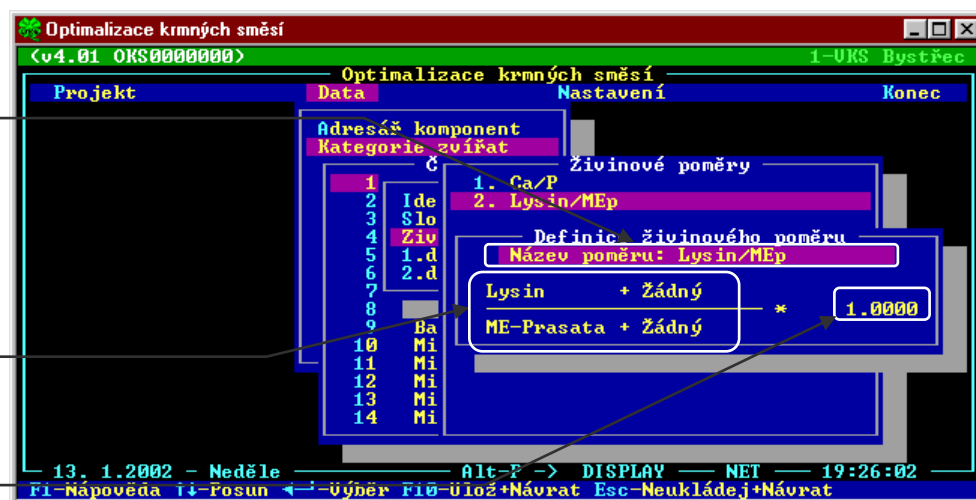 Optimalizace krmných směsí
(v4.01 OKS0000000) 1-VKS Bystřec
Optimalizace krmných směsí
Projekt Data Nastavení Konec
Adresář komponent
Kategorie zvířat
Č Živinové poměry
1 1. Ca/P
2 Ide 2. Lysin/MEp
3 Slo
4 Živ Definice živinového poměru
5 1.d Název poměru: Lysin/MEp
6 2.d
7 Lysin + Žádný
8 * 1.0000
9 Ba ME-Prasata + Žádný
10 Mi
11 Mi
12 Mi
13 Mi
14 Mi
13. 1.2002 - Neděle Alt-P -> DISPLAY NET 19:26:02
F1-Nápověda ↑↓-Posun ◄┘-Výběr F10-Ulož+Návrat Esc-Neukládej+Návrat